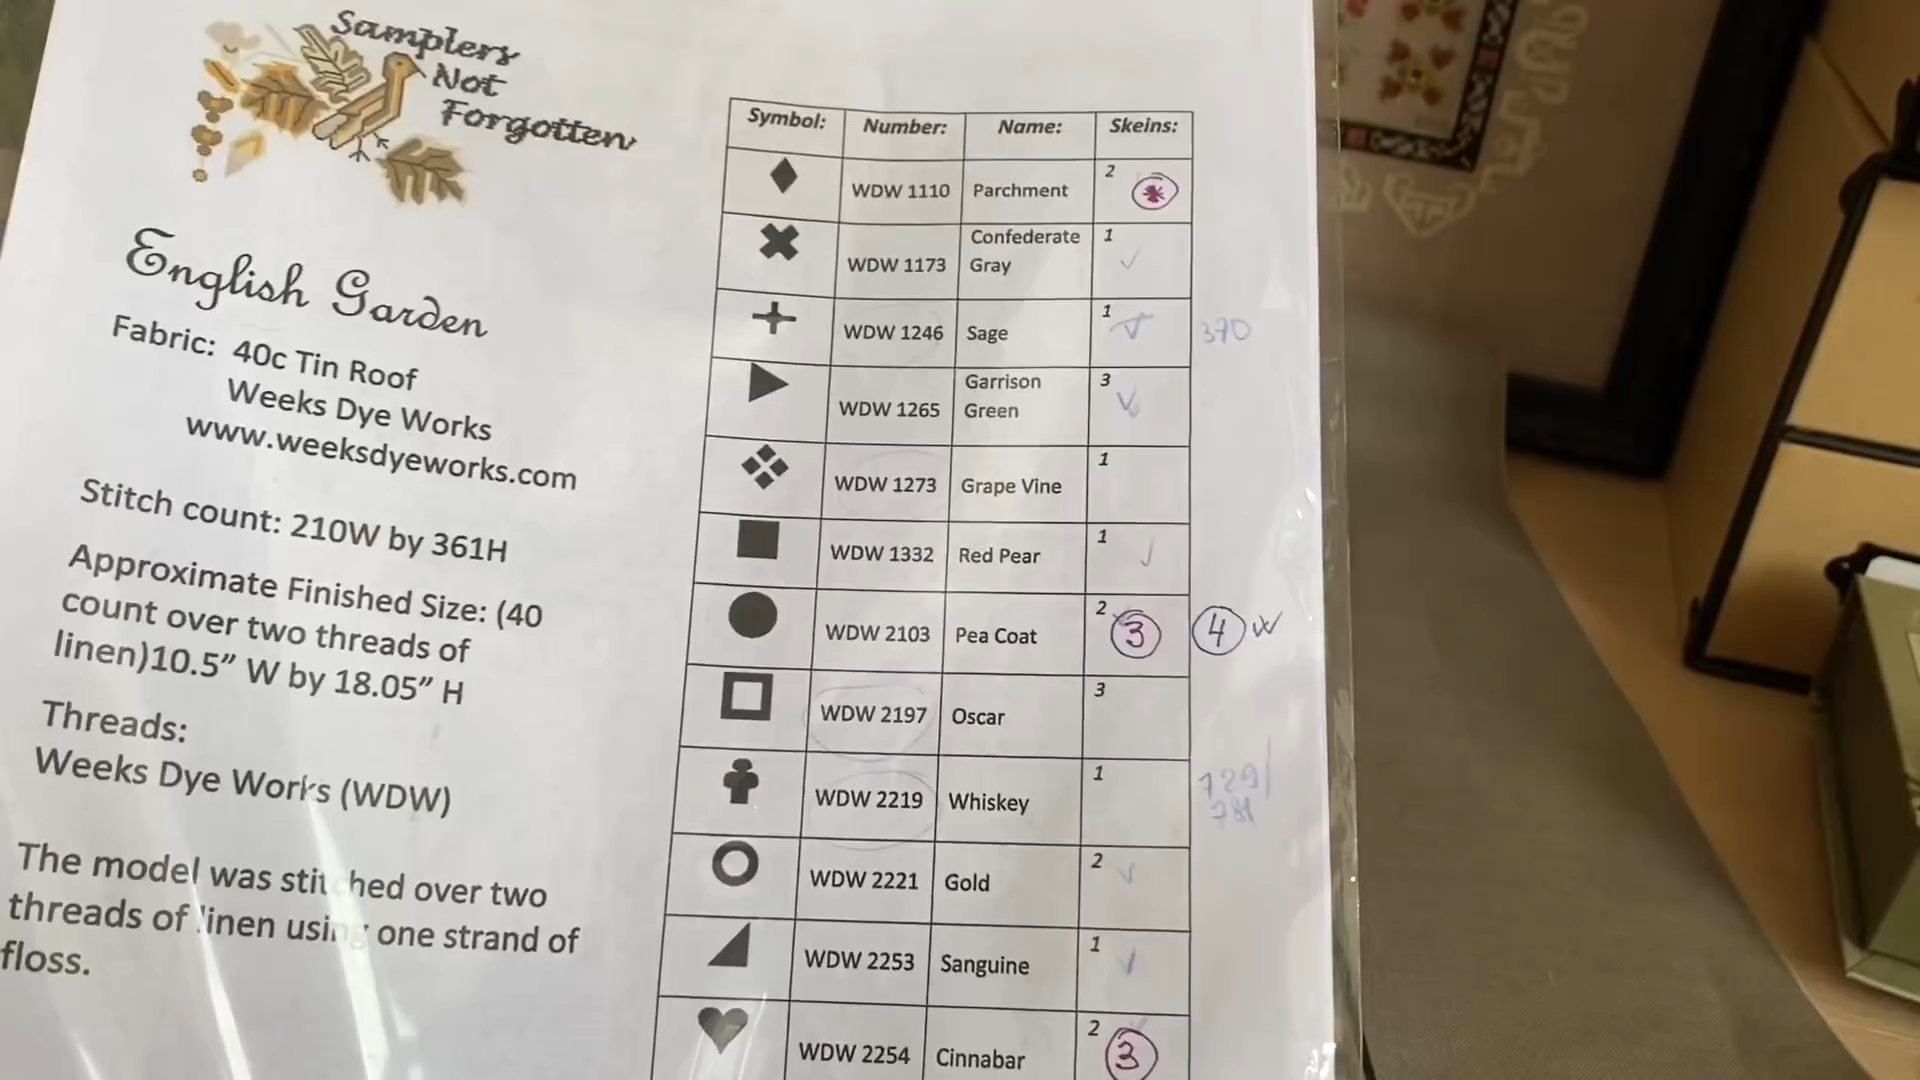 Samplers
Not
Forgotten
English Garden
Fabric: 40c Tin Roof
Weeks Dye Works
www.weeksdyeworks.com
Stitch count: 210W by 361H
Approximate Finished Size: (40
count over two threads of
linen)10.5” W by 18.05” H
Threads:
Weeks Dye Works (WDW)
The model was stitched over two
threads of linen using one strand of
floss.
Symbol: Number: Name: Skeins:
WDW 1110 Parchment 2
WDW 1173 Confederate Gray 1
WDW 1246 Sage 1 370
WDW 1265 Garrison Green 3
WDW 1273 Grape Vine 1
WDW 1332 Red Pear 1
WDW 2103 Pea Coat 2 3 4 W
WDW 2197 Oscar 3
WDW 2219 Whiskey 1 729/
781
WDW 2221 Gold 2
WDW 2253 Sanguine 1
WDW 2254 Cinnabar 2 3